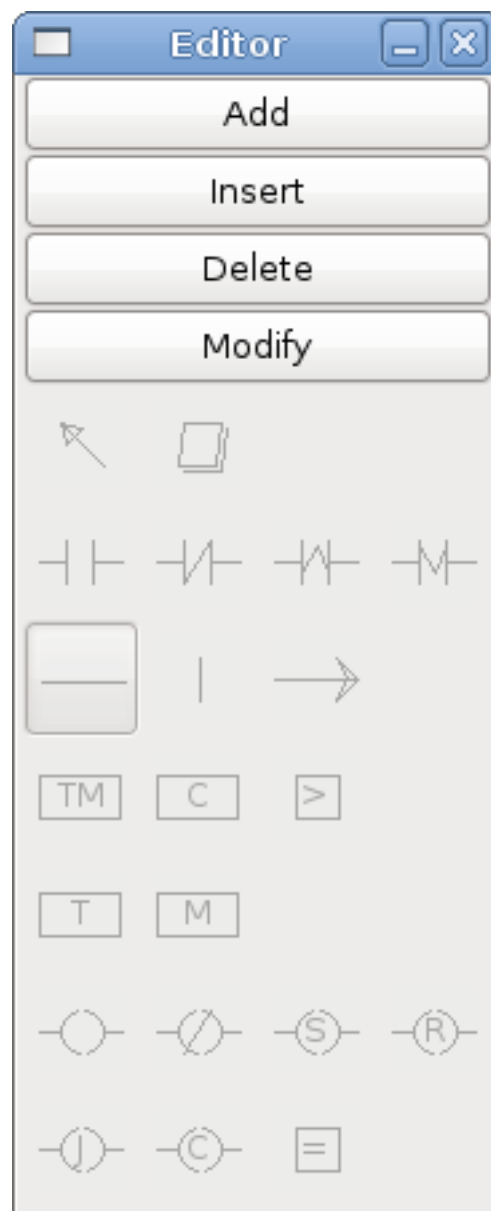 Editor
Add
Insert
Delete
Modify
TM C >
T M
S R
J C =